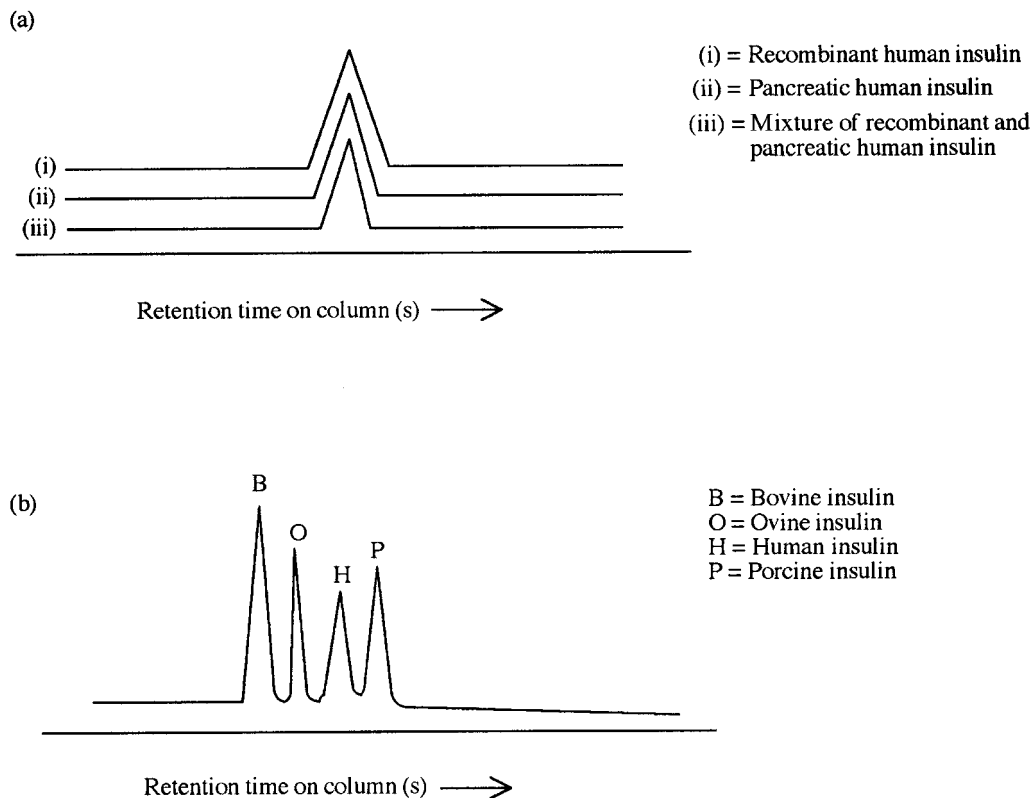 (a)
(i) = Recombinant human insulin
(ii) = Pancreatic human insulin
(iii) = Mixture of recombinant and
pancreatic human insulin
(i)
(ii)
(iii)
Retention time on column (s)
(b)
B
O
H
P
B = Bovine insulin
O = Ovine insulin
H = Human insulin
P = Porcine insulin
Retention time on column (s)